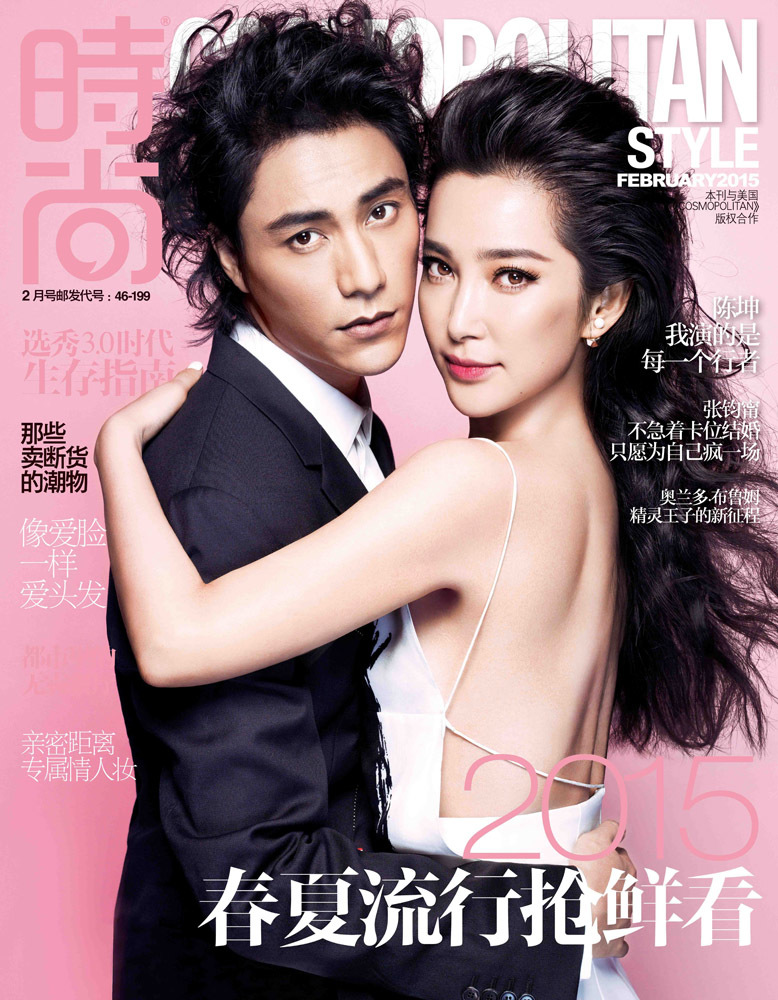 時尚®
COSMOPOLITAN
STYLE
FEBRUARY2015
本刊与美国
COSMOPOLITAN》
版权合作
2月号邮发代号:46-199
选秀3.0时代
生存指南
那些
卖断货
的潮物
像爱脸
一样
爱头发
亲密距离
专属情人妆
陈坤
我演的是
每一个行者
张钧甯
不急着卡位结婚
只愿为自己疯一场
奥兰多·布鲁姆
精灵王子的新征程
2015
春夏流行抢鲜看